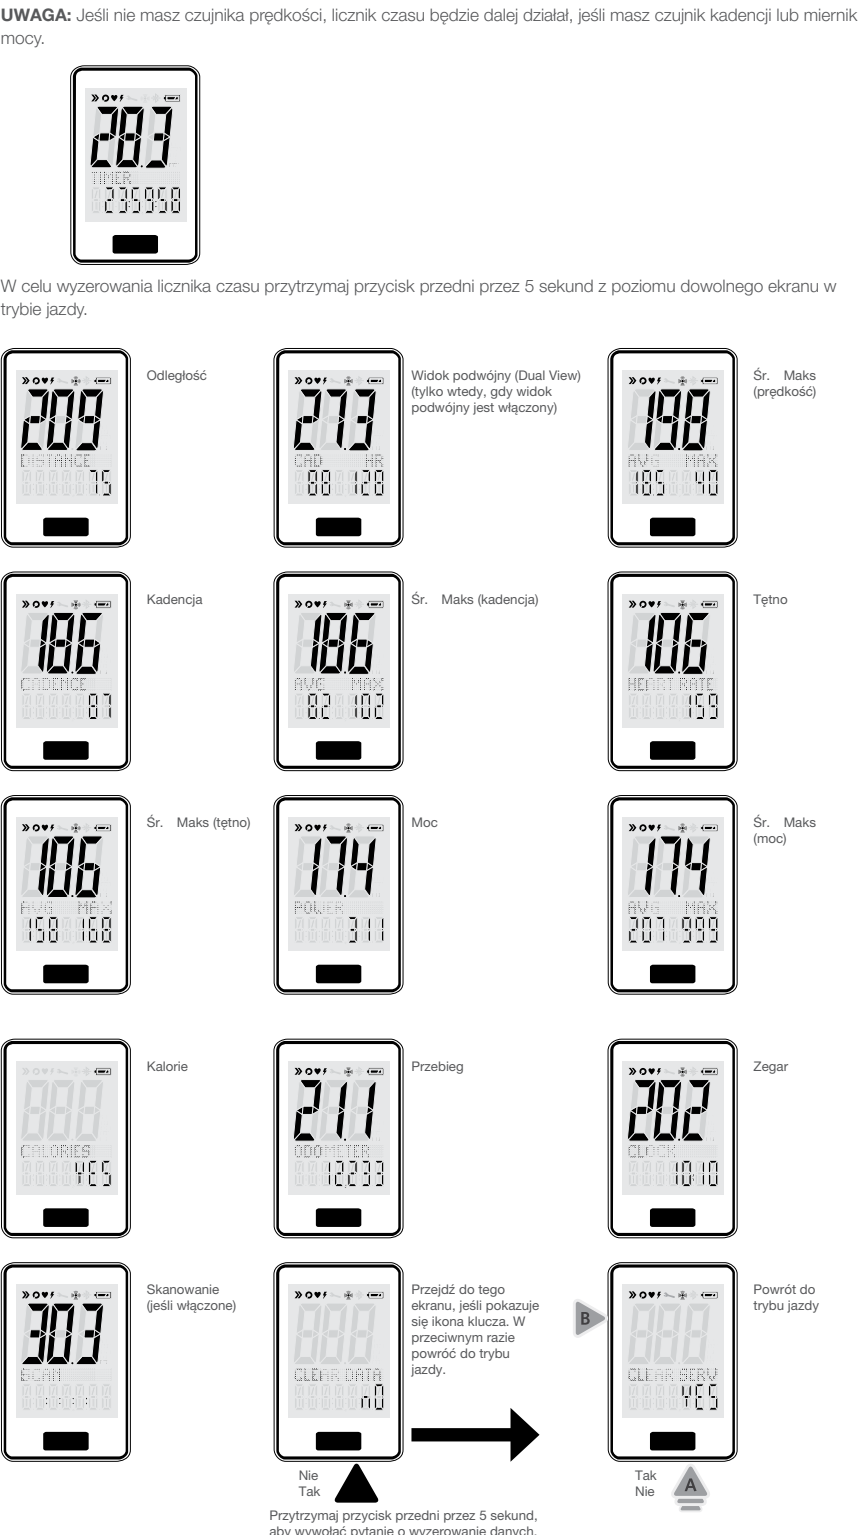 UWAGA: Jeśli nie masz czujnika prędkości, licznik czasu będzie dalej działał, jeśli masz czujnik kadencji lub miernik
mocy.
28.3
TIMER
235958
W celu wyzerowania licznika czasu przytrzymaj przycisk przedni przez 5 sekund z poziomu dowolnego ekranu w
trybie jazdy.
209
DISTANCE
75
Odległość
27.3
CAD HR
88 128
Widok podwójny (Dual View)
(tylko wtedy, gdy widok
podwójny jest włączony)
19.8
AVG MAX
185 40
Śr. Maks
(prędkość)
18.6
CADENCE
87
Kadencja
18.6
AVG MAX
82 102
Śr. Maks (kadencja)
10.6
HEART RATE
159
Tętno
106
AVG MAX
158 168
Śr. Maks (tętno)
17.4
POWER
311
Moc
17.4
AVG MAX
207 999
Śr. Maks
(moc)
CALORIES
YES
Kalorie
21.1
ODOMETER
12233
Przebieg
20.2
CLOCK
10:10
Zegar
30.3
SCAN
Skanowanie
(jeśli włączone)
CLEAR DATA
nO
Przejdź do tego
ekranu, jeśli pokazuje
się ikona klucza. W
przeciwnym razie
powróć do trybu
jazdy.
B
CLEAR SERV
YES
Powrót do
trybu jazdy
Nie
Tak
Tak
Nie
A
Przytrzymaj przycisk przedni przez 5 sekund,
aby wywołać pytanie o wyzerowanie danych.